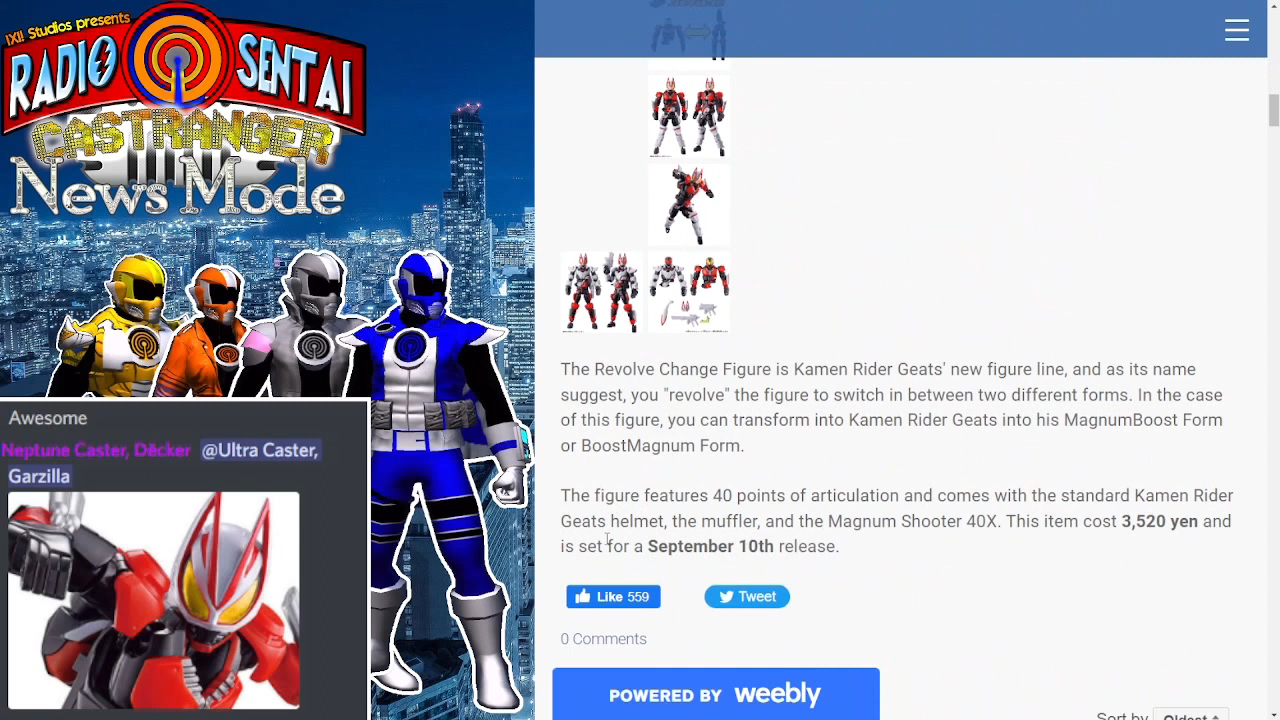 IXII Studios presents
RADIO SENTAI
CASTRANGER
News Mode
Awesome
Neptune Caster, Dēcker @Ultra Caster,
Garzilla
The Revolve Change Figure is Kamen Rider Geats' new figure line, and as its name
suggest, you "revolve" the figure to switch in between two different forms. In the case
of this figure, you can transform into Kamen Rider Geats into his MagnumBoost Form
or BoostMagnum Form.
The figure features 40 points of articulation and comes with the standard Kamen Rider
Geats helmet, the muffler, and the Magnum Shooter 40X. This item cost 3,520 yen and
is set for a September 10th release.
Like 559
Tweet
0 Comments
POWERED BY weebly
Sort by Oldest